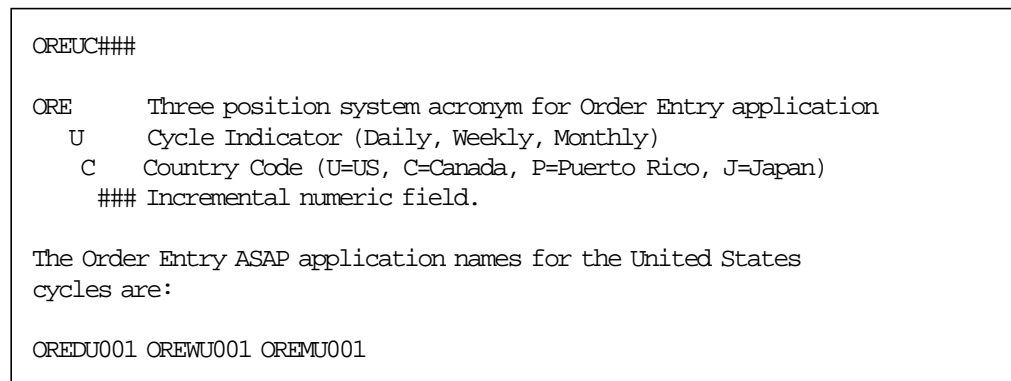 OREUC###
ORE Three position system acronym for Order Entry application
U Cycle Indicator (Daily, Weekly, Monthly)
C Country Code (U=US, C=Canada, P=Puerto Rico, J=Japan)
### Incremental numeric field.
The Order Entry ASAP application names for the United States
cycles are:
OREDU001 OREWU001 OREMU001